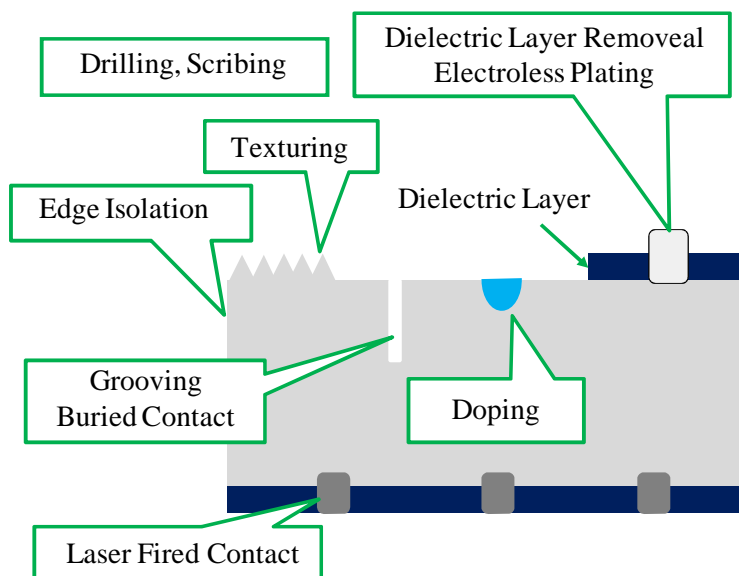 Dielectric Layer Removeal
Electroless Plating
Drilling, Scribing
Texturing
Edge Isolation
Dielectric Layer
Grooving
Buried Contact
Doping
Laser Fired Contact